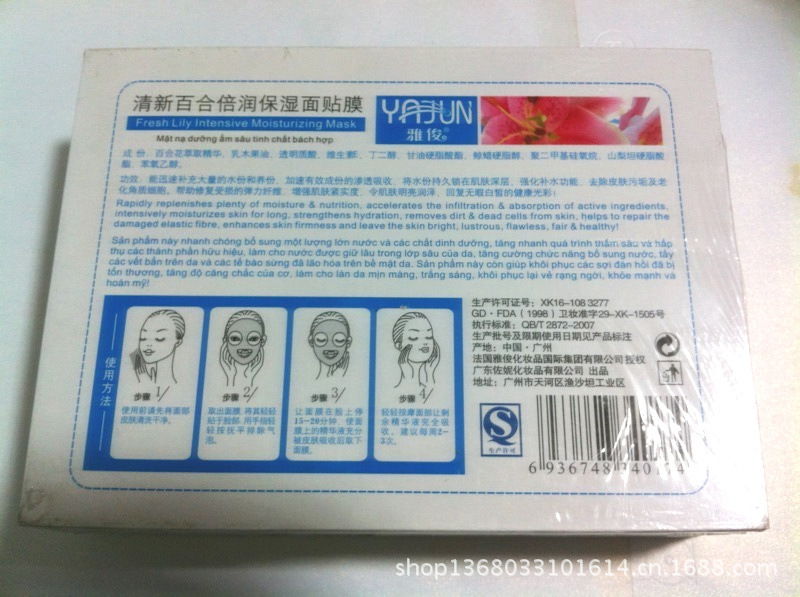 清新百合倍润保湿面贴膜
Fresh Lily Intensive Moisturizing Mask
Mặt nạ dưỡng ẩm sâu tinh chất bách hợp
YAJUN
雅俊®
成 份：百合花萃取精华、乳木果油、透明质酸、维生素E、丁二醇、甘油硬脂酸酯、鲸蜡硬脂醇、聚二甲基硅氧烷、山梨坦硬脂酸
酯、苯氧乙醇。
功效：能迅速补充大量的水份和养份、加速有效成份的渗透吸收、将水份持久锁在肌肤深层、强化补水功能、去除皮肤污垢及老
化角质细胞、帮助修复受损的弹力纤维、增强肌肤紧实度、令肌肤明亮润泽、回复无暇白皙的健康光彩；
Rapidly replenishes plenty of moisture & nutrition, accelerates the infiltration & absorption of active ingredients,
intensively moisturizes skin for long, strengthens hydration, removes dirt & dead cells from skin, helps to repair the
damaged elastic fibre, enhances skin firmness and leave the skin bright, lustrous, flawless, fair & healthy!
Sản phẩm này nhanh chóng bổ sung một lượng lớn nước và các chất dinh dưỡng, tăng nhanh quá trình thẩm sâu và hấp
thụ các thành phần hữu hiệu, làm cho nước được giữ lâu trong lớp sâu của da, tăng cường chức năng bổ sung nước, tẩy
các vết bẩn trên da và các tế bào sừng đã lão hóa trên bề mặt da. Sản phẩm này còn giúp khôi phục các sợi đàn hồi đã bị
tổn thương, tăng độ căng chắc của cơ, làm cho làn da mịn màng, trắng sáng, khôi phục lại vẻ rạng ngời, khỏe mạnh và
hoàn mỹ!
使用方法
步骤 1/
使用前请先将面部
皮肤清洗干净。
步骤 2/
取出面膜，将其轻轻
贴于脸部，用手指轻
轻按抚平排除气
泡。
步骤 3/
让面膜在脸上停
15-20分钟，使面
膜上的精华液充分
被皮肤吸收后取下
面膜。
步骤 4/
轻轻按摩面部让剩
余精华液完全吸
收。建议每周2-
3次。
生产许可证号：XK16-108 3277
GD·FDA（1998）卫妆准字29-XK-1505号
执行标准：QB/T 2872-2007
生产批号及限期使用日期见产品标注
产地：中国·广州
法国雅俊化妆品国际集团有限公司授权
广东佐妮化妆品有限公司 出品
地址：广州市天河区渔沙坦工业区
生产许可
6 936748 340174
shop1368033101614.cn.1688.com